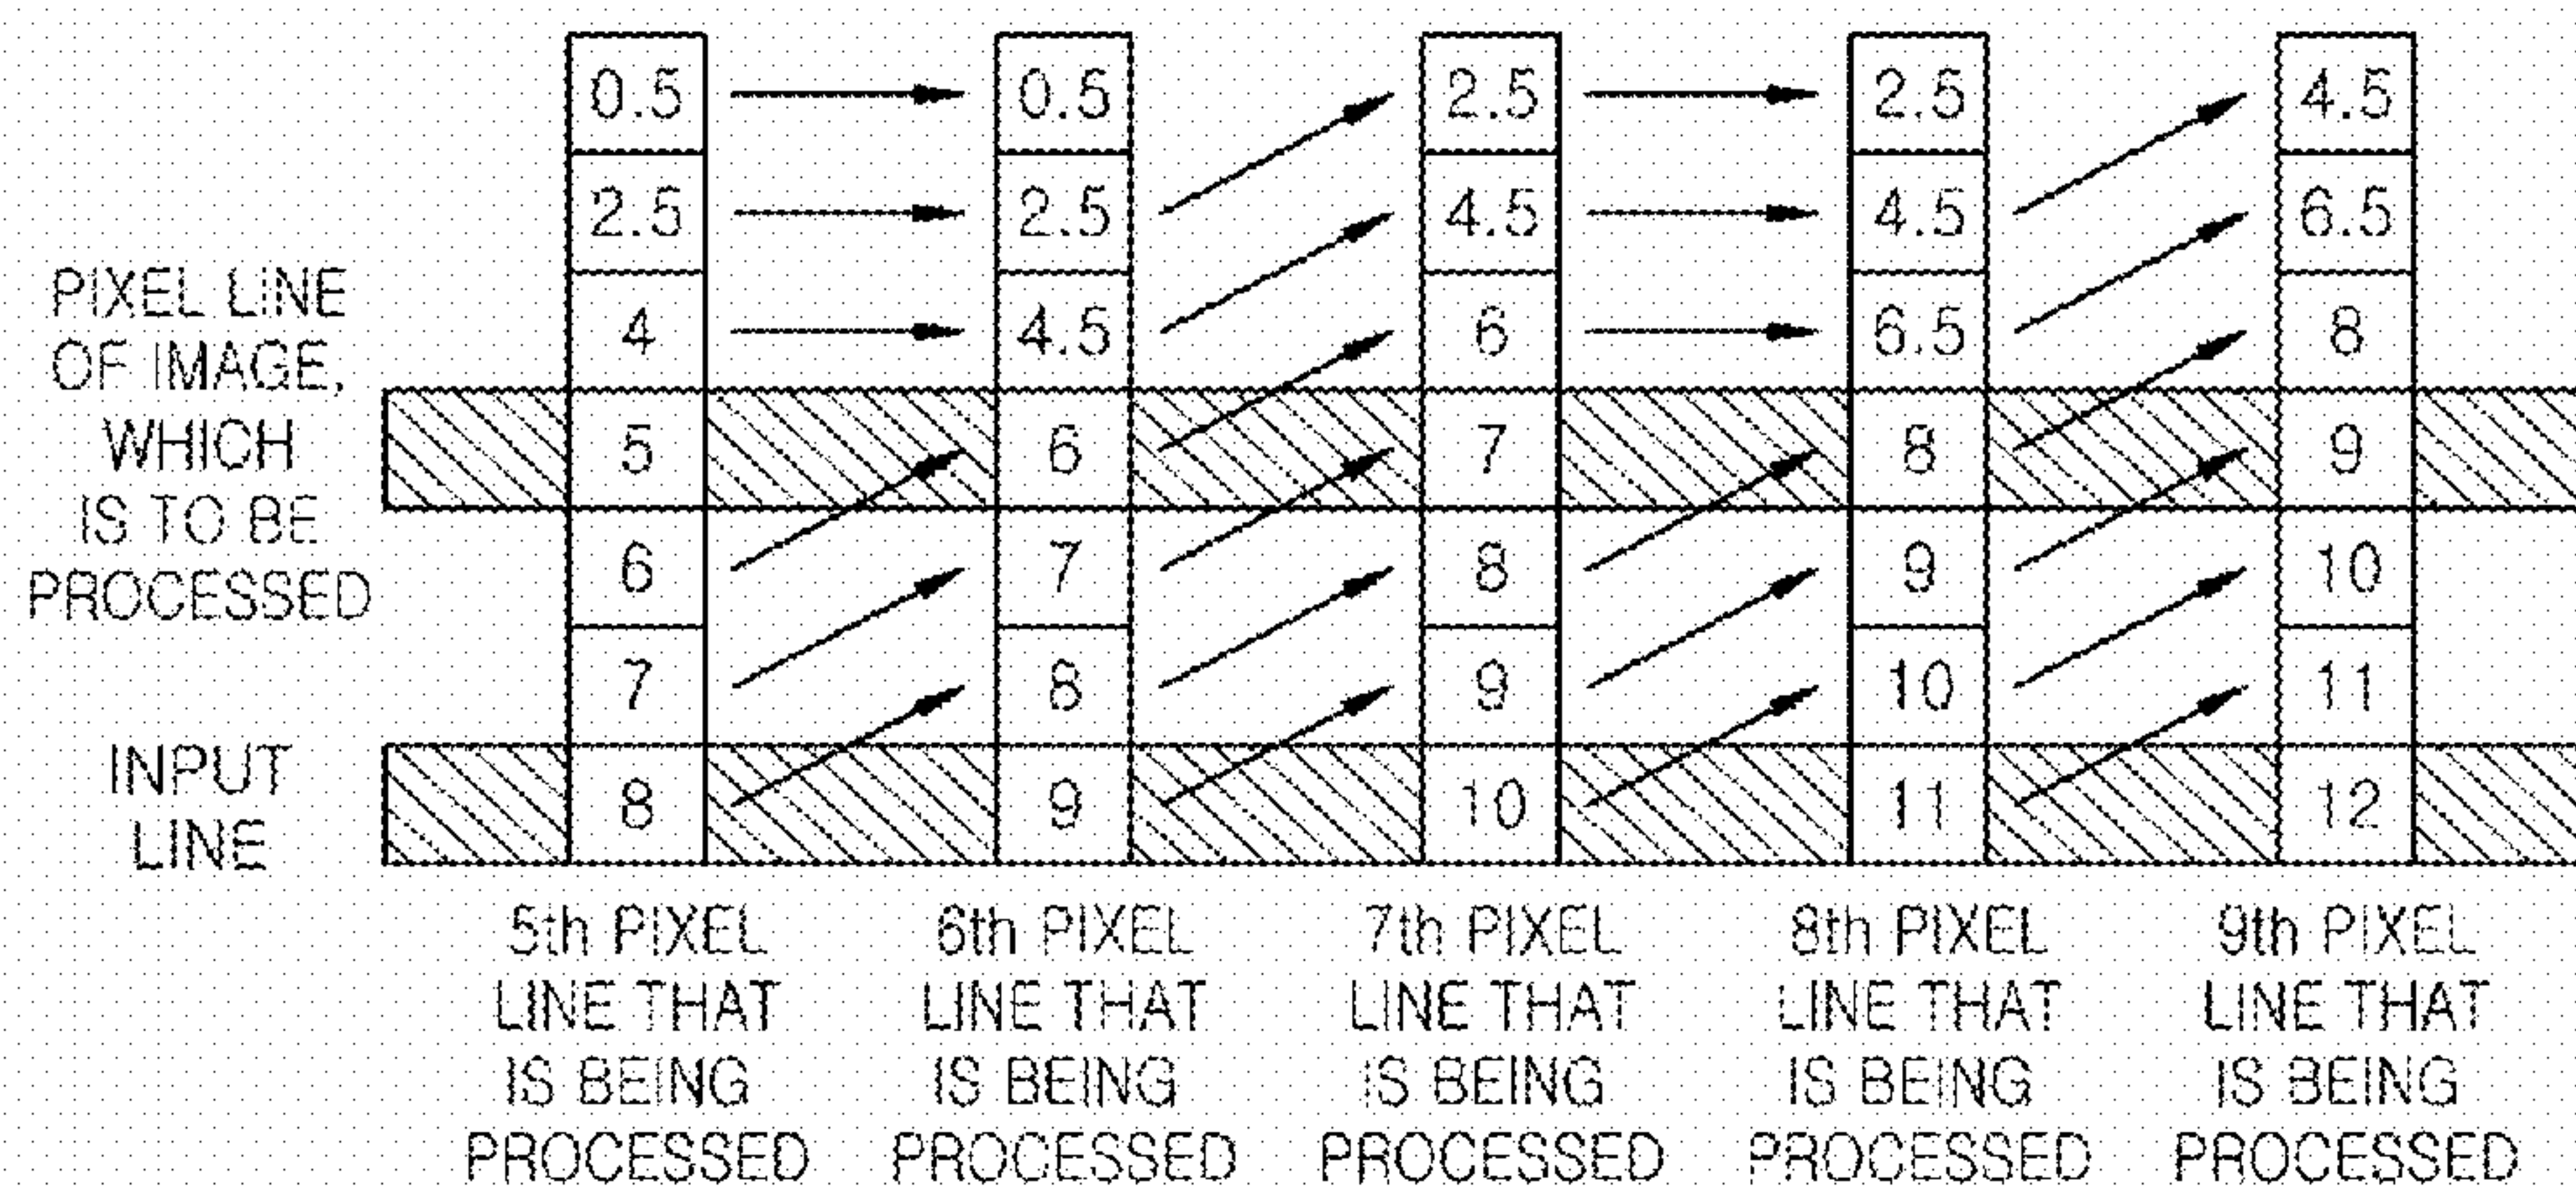 0.5 0.5 2.5 2.5 4.5
2.5 2.5 4.5 4.5 6.5
4 4.5 6 6.5 8
5 6 7 8 9
6 7 8 9 10
7 8 9 10 11
8 9 10 11 12
PIXEL LINE
OF IMAGE,
WHICH
IS TO BE
PROCESSED
INPUT
LINE
5th PIXEL
LINE THAT
IS BEING
PROCESSED
6th PIXEL
LINE THAT
IS BEING
PROCESSED
7th PIXEL
LINE THAT
IS BEING
PROCESSED
8th PIXEL
LINE THAT
IS BEING
PROCESSED
9th PIXEL
LINE THAT
IS BEING
PROCESSED